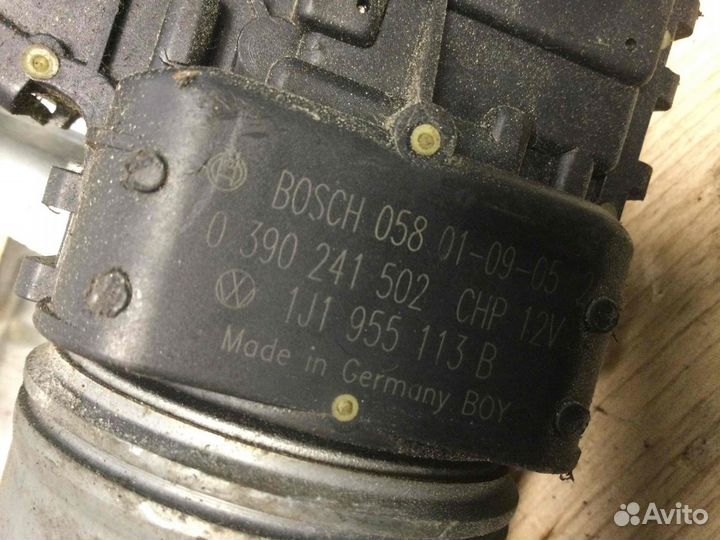 BOSCH 058 01-09-05 2
0 390 241 502 CHP 12V
1J1 955 113 B
Made in Germany BOY
Avito